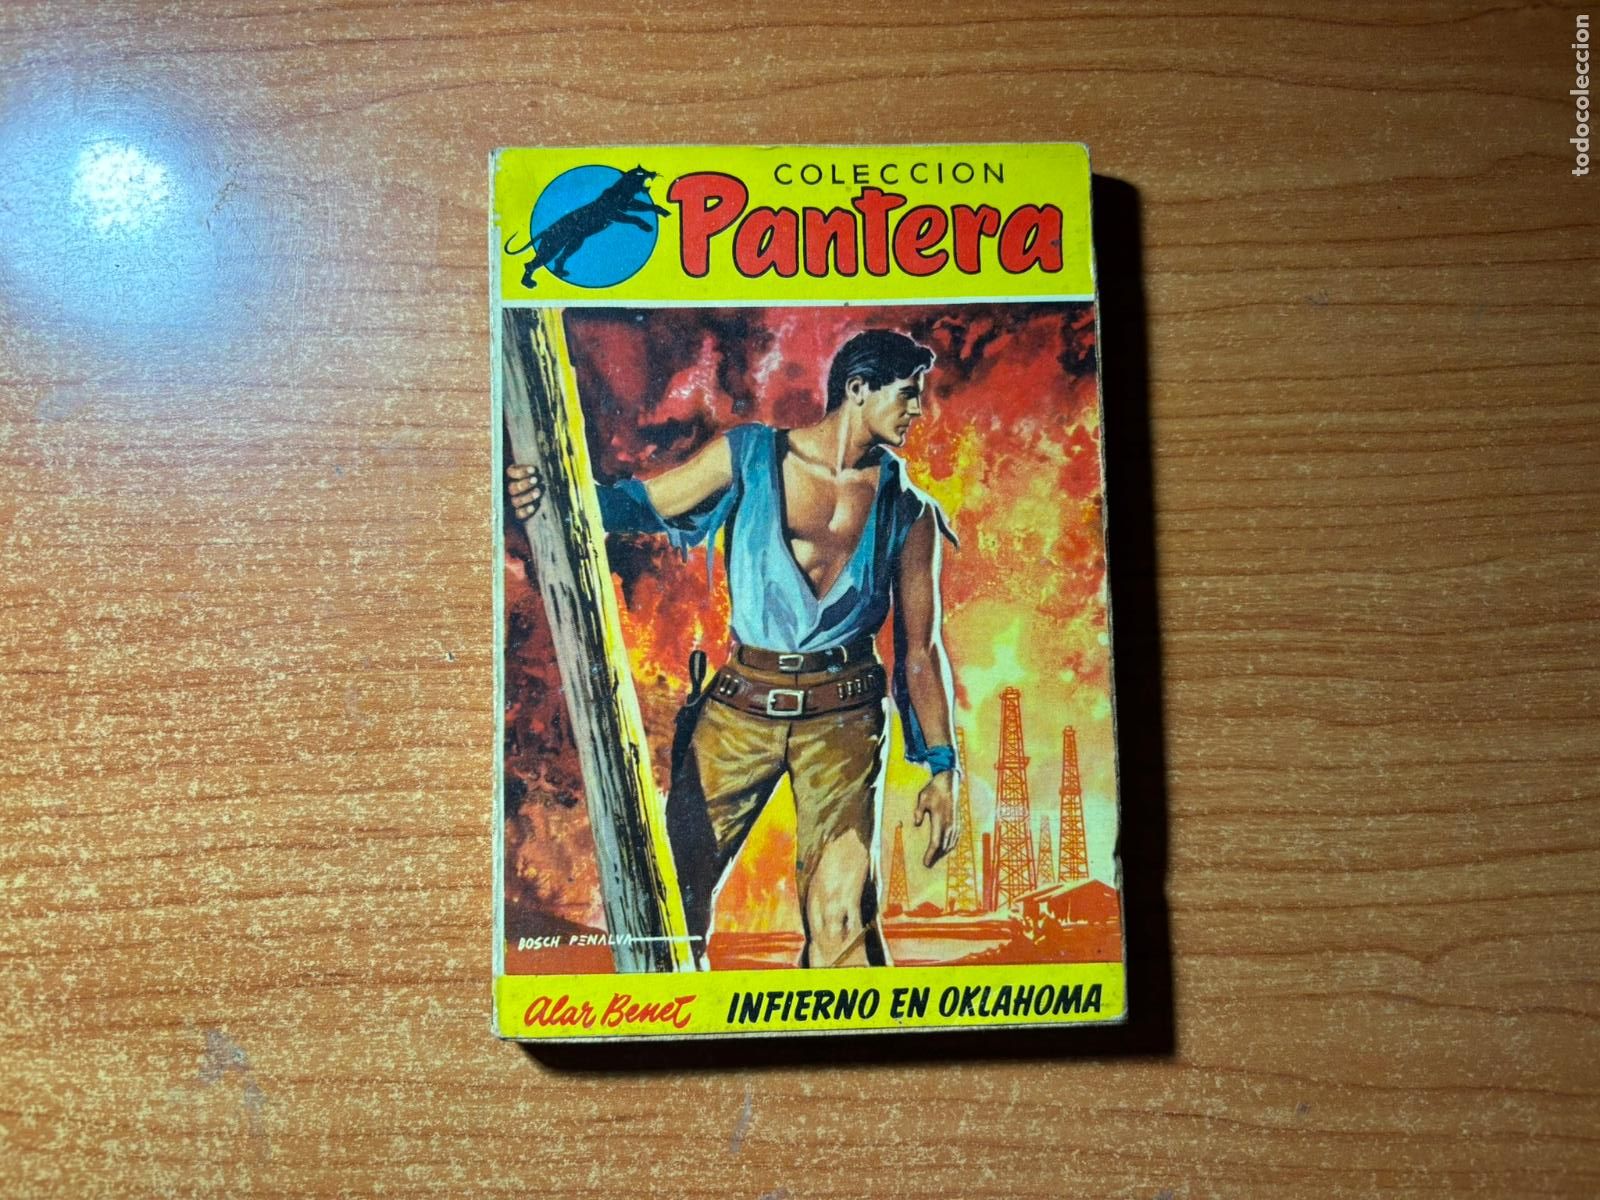 COLECCION
Pantera
BOSCH PENALVA
Alar Benet INFIERNO EN OKLAHOMA
todocoleccion